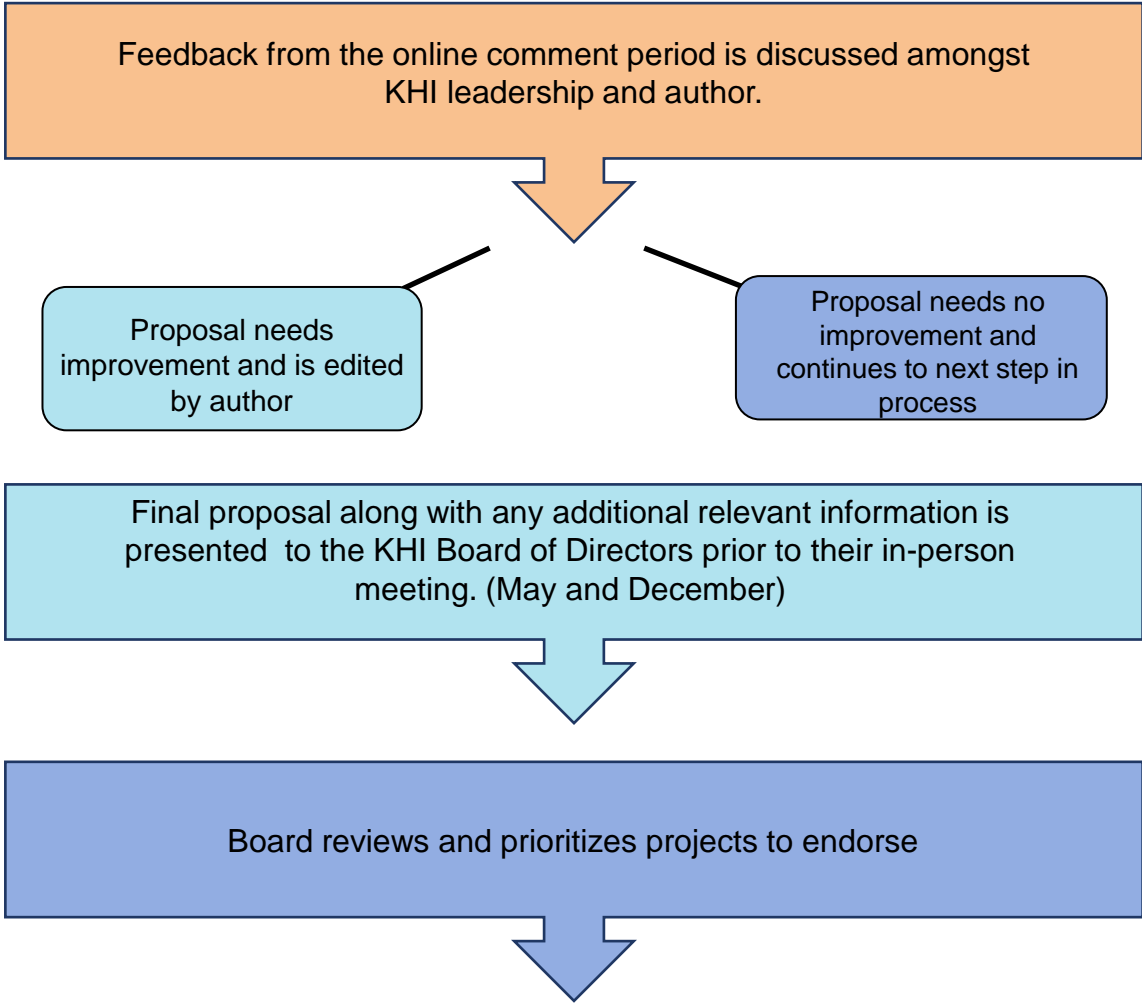 Feedback from the online comment period is discussed amongst
KHI leadership and author.
Proposal needs
improvement and is edited
by author
Proposal needs no
improvement and
continues to next step in
process
Final proposal along with any additional relevant information is
presented  to the KHI Board of Directors prior to their in-person
meeting. (May and December)
Board reviews and prioritizes projects to endorse